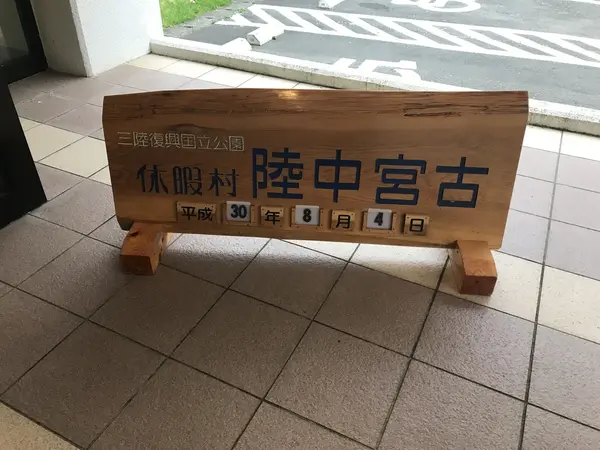 三陸復興国立公園
休暇村 陸中宮古
平成 30 年 8 月 4 日